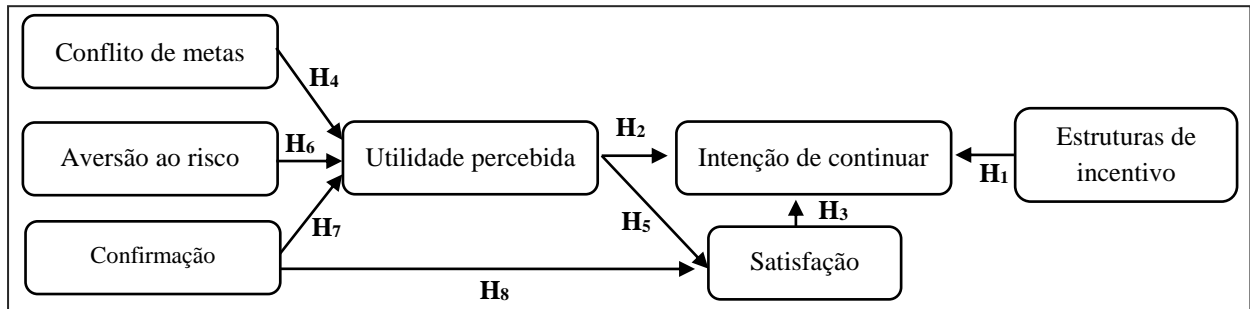 Conflito de metas
H4
Aversão ao risco
H6
Utilidade percebida
H2
Intenção de continuar
H1
Estruturas de
incentivo
Confirmação
H7
H5
H3
Satisfação
H8